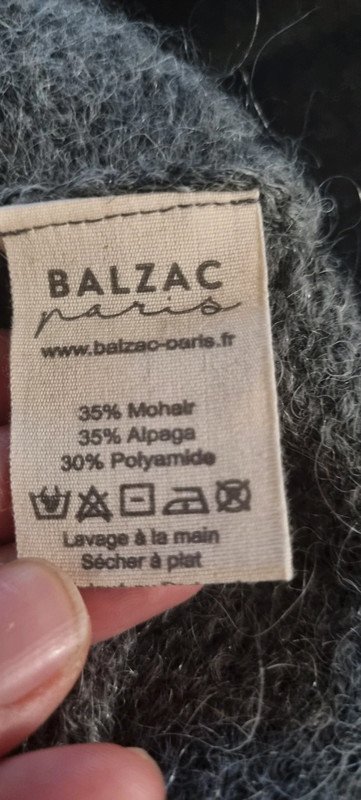 BALZAC
paris
www.balzac-paris.fr
35% Mohair
35% Alpaga
30% Polyamide
Lavage à la main
Sécher à plat